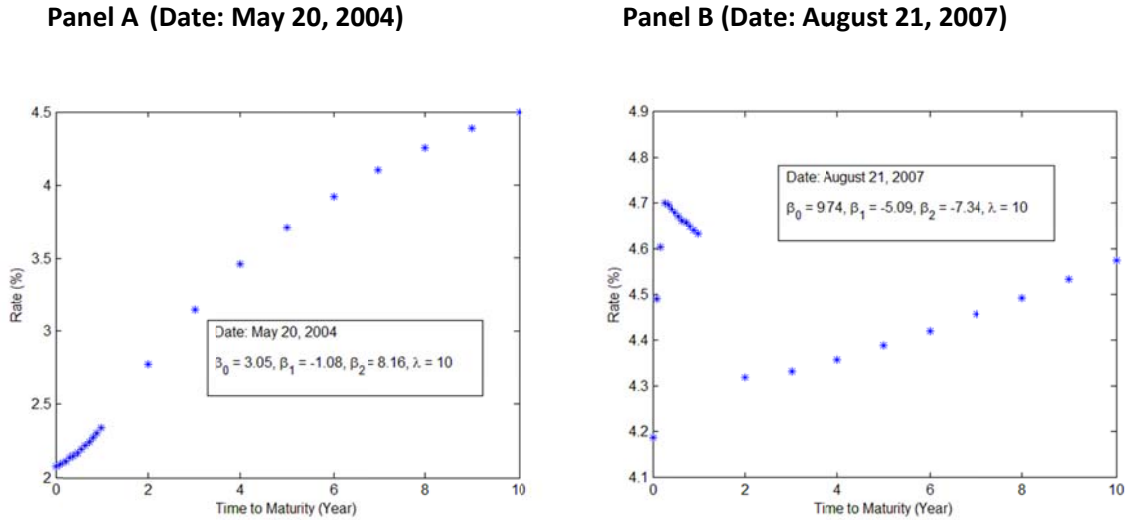 Panel A (Date: May 20, 2004)
4.5
4
3.5
3
2.5
2
Rate (%)
Date: May 20, 2004
β0 = 3.05, β1 = -1.08, β2 = 8.16, λ = 10
0 2 4 6 8 10
Time to Maturity (Year)
Panel B (Date: August 21, 2007)
4.9
4.8
4.7
4.6
4.5
4.4
4.3
4.2
4.1
Rate (%)
Date: August 21, 2007
β0 = 974, β1 = -5.09, β2 = -7.34, λ = 10
0 2 4 6 8 10
Time to Maturity (Year)